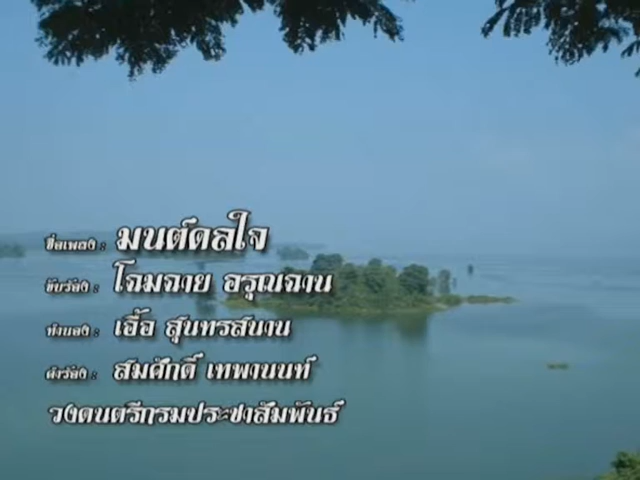 ชื่อเพลง : มนต์ดลใจ
ขับร้อง : โฉมฉาย อรุณฉาน
ทำนอง : เอื้อ สุนทรสนาน
คำร้อง : สมศักดิ์ เทพานนท์
วงดนตรีกรมประชาสัมพันธ์